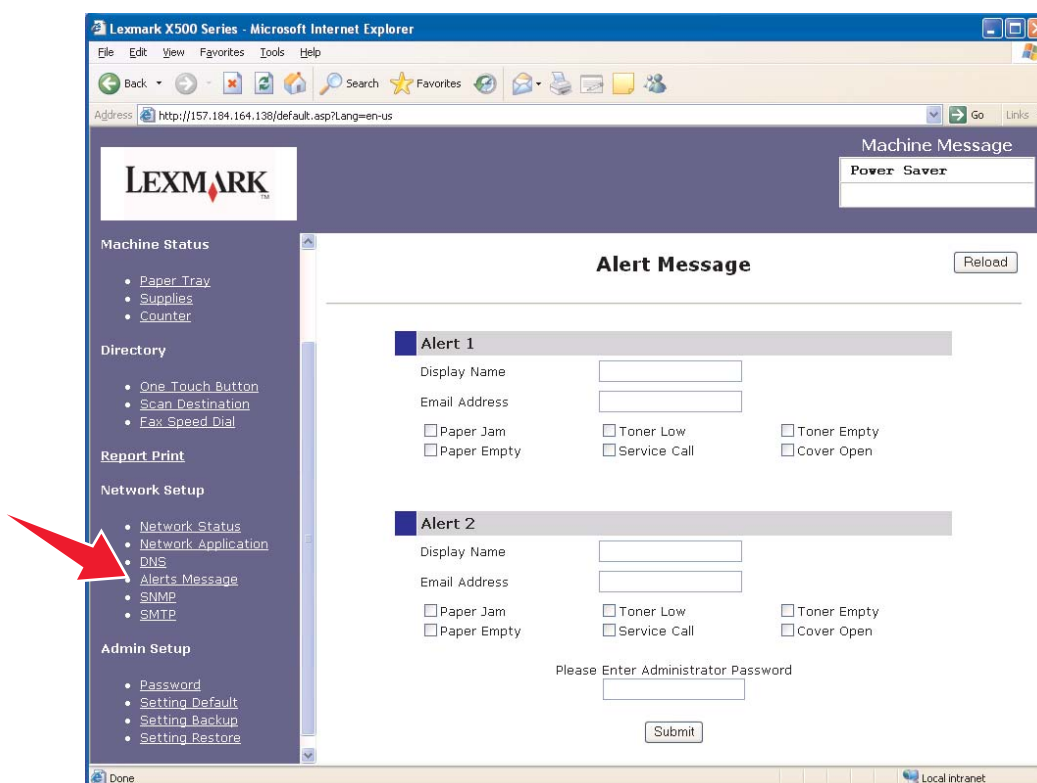 Lexmark X500 Series - Microsoft Internet Explorer
File Edit View Favorites Tools Help
Back Search Favorites
Address http://157.184.164.138/default.asp?Lang=en-us Go Links
Machine Message
Power Saver
LEXMARK
TM
Machine Status
Paper Tray
Supplies
Counter
Directory
One Touch Button
Scan Destination
Fax Speed Dial
Report Print
Network Setup
Network Status
Network Application
DNS
Alerts Message
SNMP
SMTP
Admin Setup
Password
Setting Default
Setting Backup
Setting Restore
Alert Message
Reload
Alert 1
Display Name
Email Address
Paper Jam Toner Low Toner Empty
Paper Empty Service Call Cover Open
Alert 2
Display Name
Email Address
Paper Jam Toner Low Toner Empty
Paper Empty Service Call Cover Open
Please Enter Administrator Password
Submit
Done Local intranet